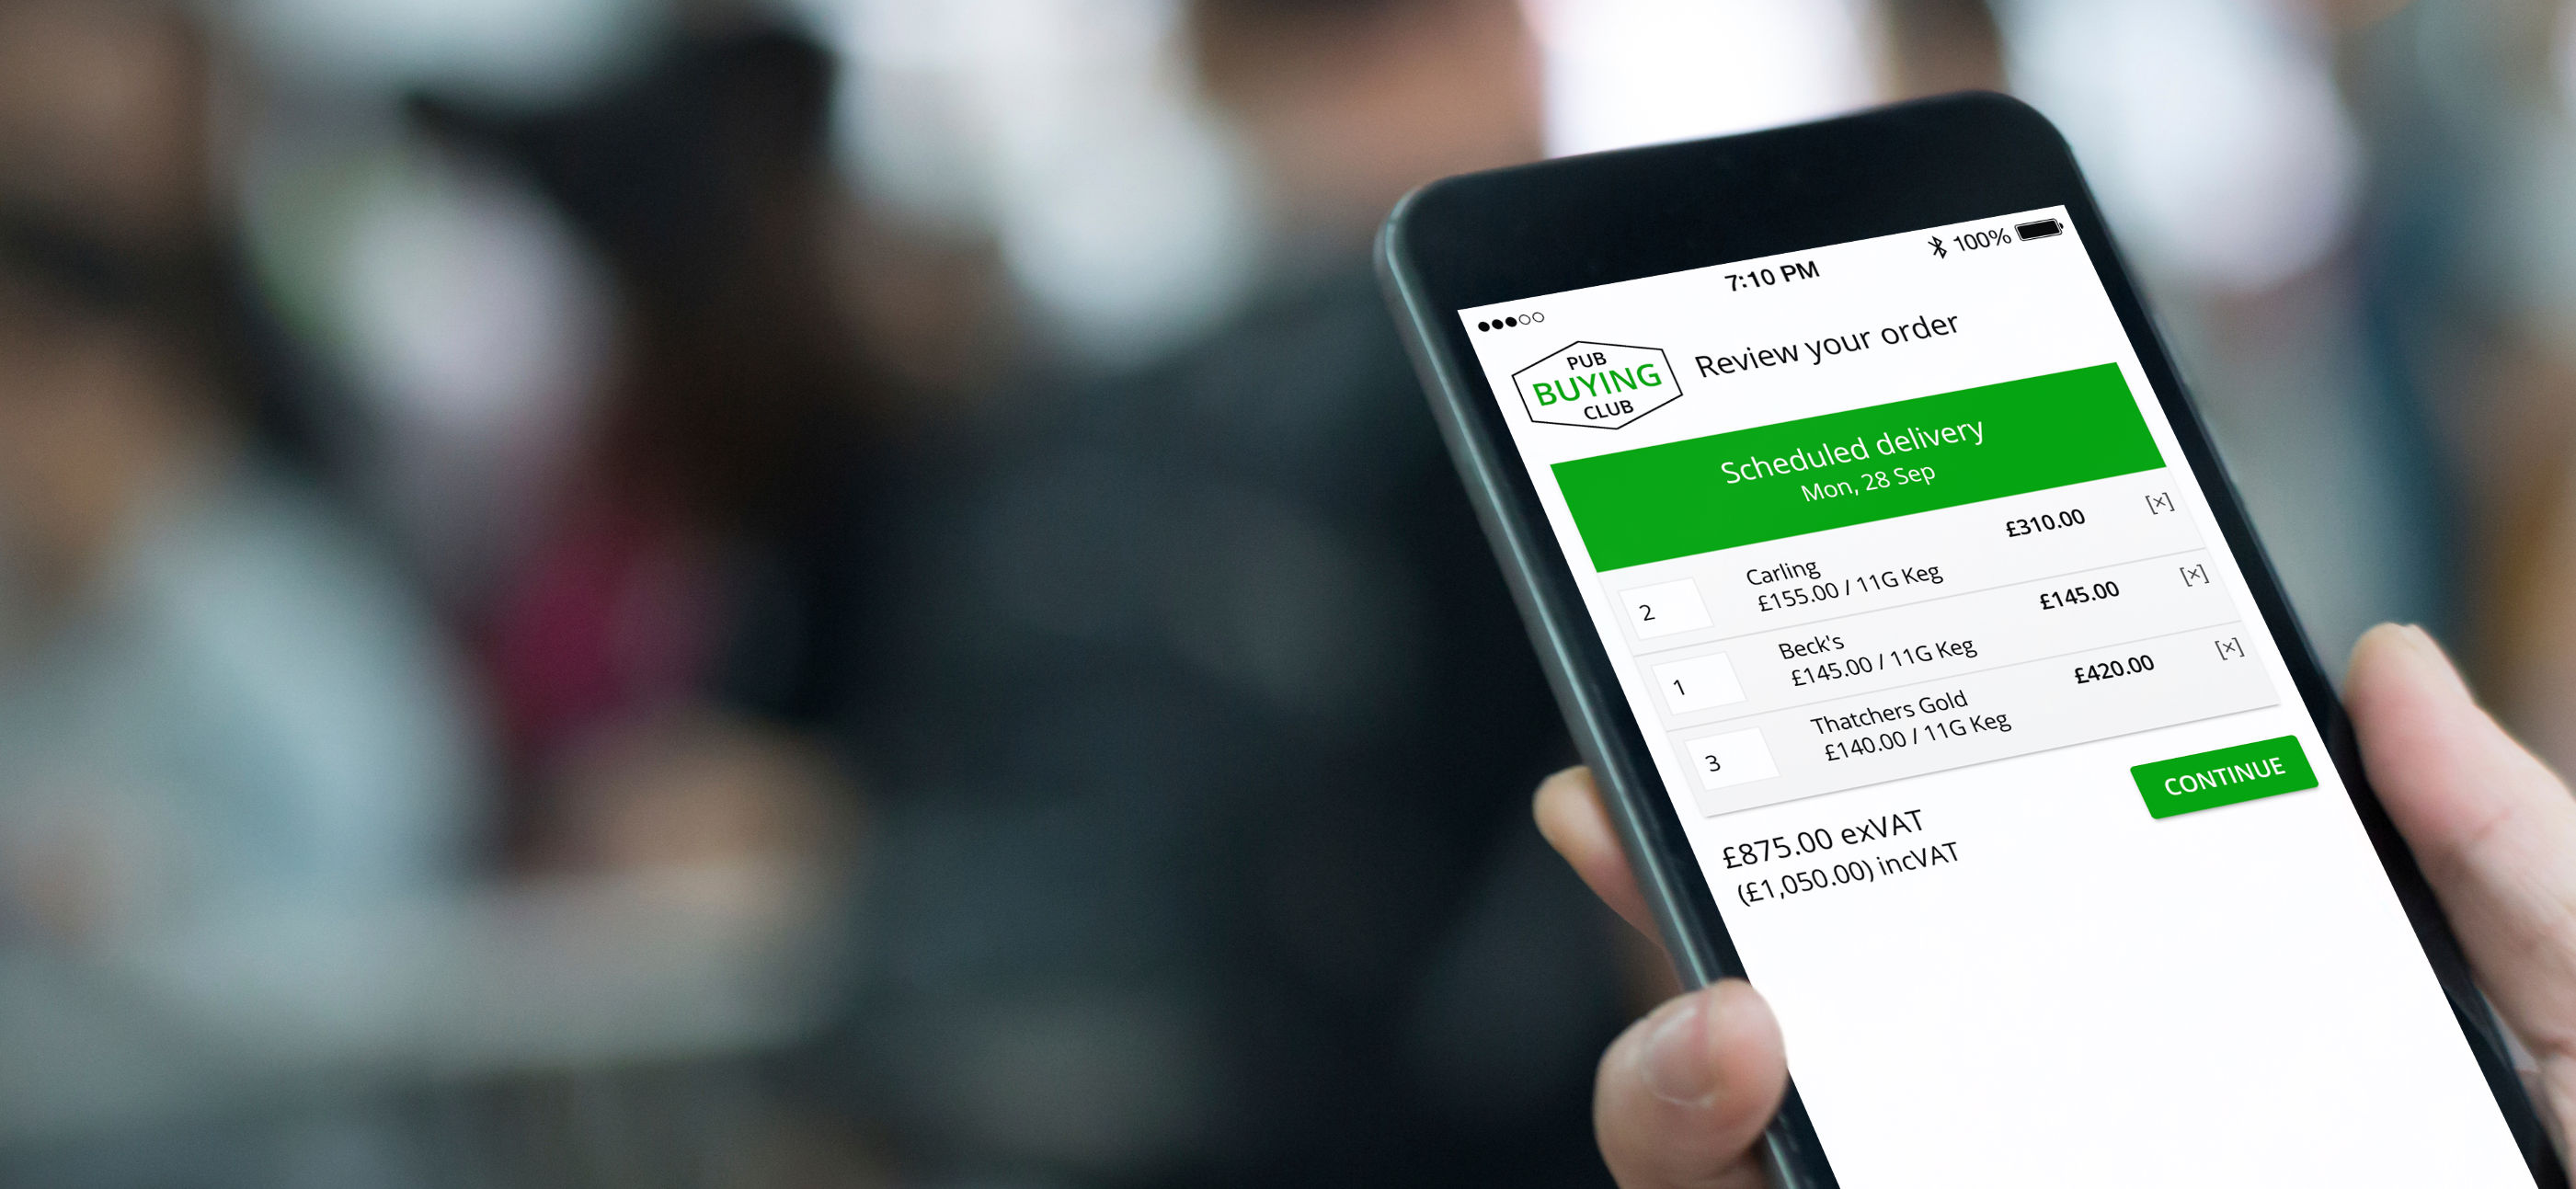 7:10 PM
100%
PUB
BUYING
CLUB
Review your order
Scheduled delivery
Mon, 28 Sep
2
Carling
£155.00 / 11G Keg
£310.00
[×]
1
Beck's
£145.00 / 11G Keg
£145.00
[×]
3
Thatchers Gold
£140.00 / 11G Keg
£420.00
[×]
£875.00 exVAT
(£1,050.00) incVAT
CONTINUE